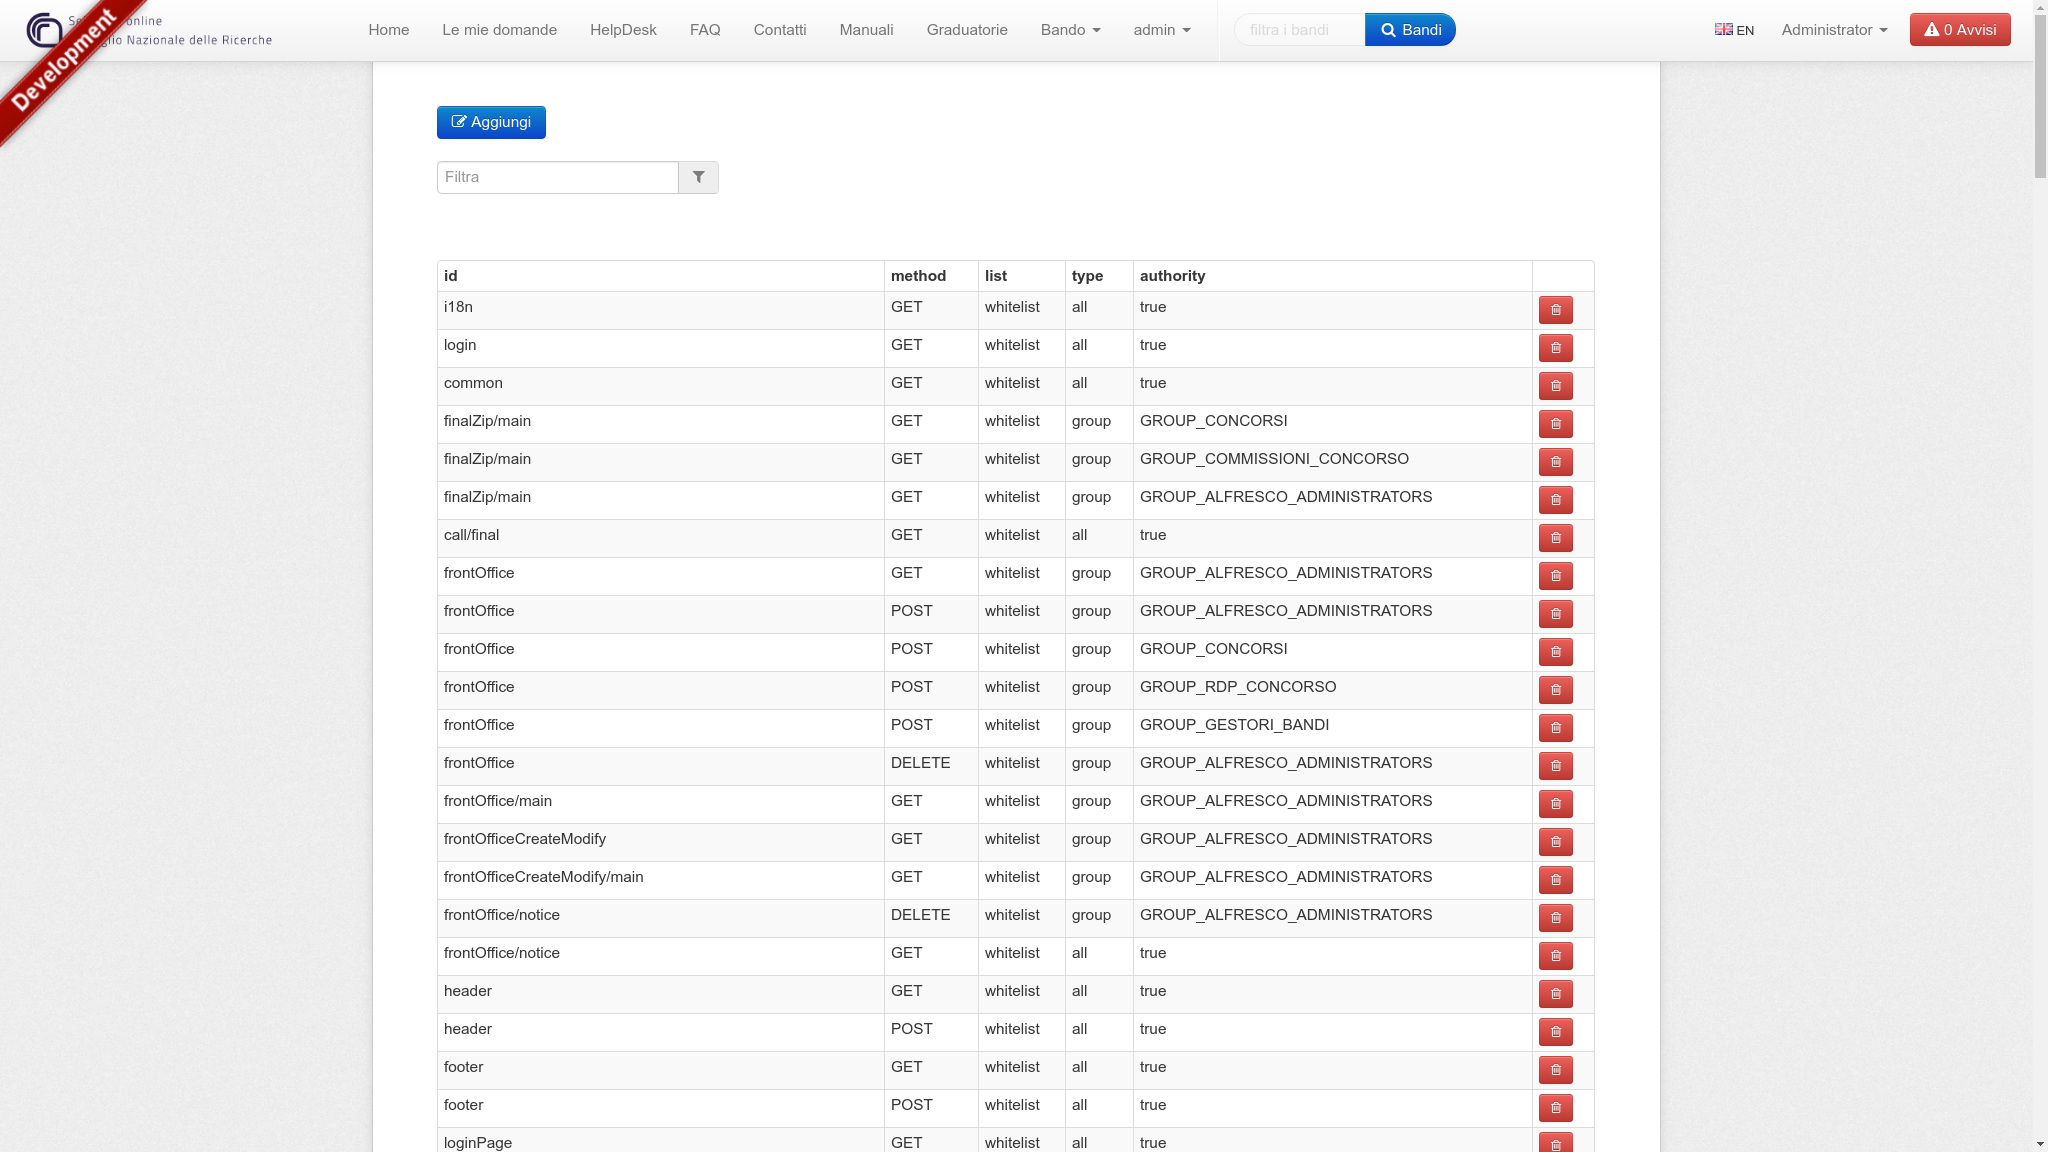 online
Nazionale delle Ricerche
Development
Home Le mie domande HelpDesk FAQ Contatti Manuali Graduatorie Bando admin filtra i bandi Bandi EN Administrator 0 Avvisi
Aggiungi
Filtra
id method list type authority
i18n GET whitelist all true
login GET whitelist all true
common GET whitelist all true
finalZip/main GET whitelist group GROUP_CONCORSI
finalZip/main GET whitelist group GROUP_COMMISSIONI_CONCORSO
finalZip/main GET whitelist group GROUP_ALFRESCO_ADMINISTRATORS
call/final GET whitelist all true
frontOffice GET whitelist group GROUP_ALFRESCO_ADMINISTRATORS
frontOffice POST whitelist group GROUP_ALFRESCO_ADMINISTRATORS
frontOffice POST whitelist group GROUP_CONCORSI
frontOffice POST whitelist group GROUP_RDP_CONCORSO
frontOffice POST whitelist group GROUP_GESTORI_BANDI
frontOffice DELETE whitelist group GROUP_ALFRESCO_ADMINISTRATORS
frontOffice/main GET whitelist group GROUP_ALFRESCO_ADMINISTRATORS
frontOfficeCreateModify GET whitelist group GROUP_ALFRESCO_ADMINISTRATORS
frontOfficeCreateModify/main GET whitelist group GROUP_ALFRESCO_ADMINISTRATORS
frontOffice/notice DELETE whitelist group GROUP_ALFRESCO_ADMINISTRATORS
frontOffice/notice GET whitelist all true
header GET whitelist all true
header POST whitelist all true
footer GET whitelist all true
footer POST whitelist all true
loginPage GET whitelist all true